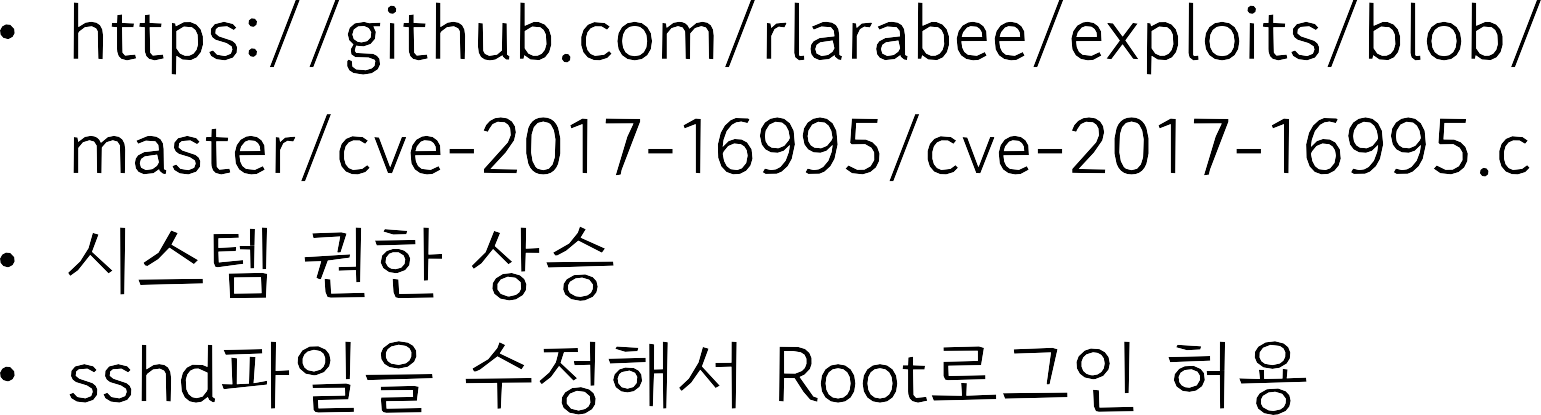 • https://github.com/rlarabee/exploits/blob/
master/cve-2017-16995/cve-2017-16995.c
• 시스템 권한 상승
• sshd파일을 수정해서 Root로그인 허용